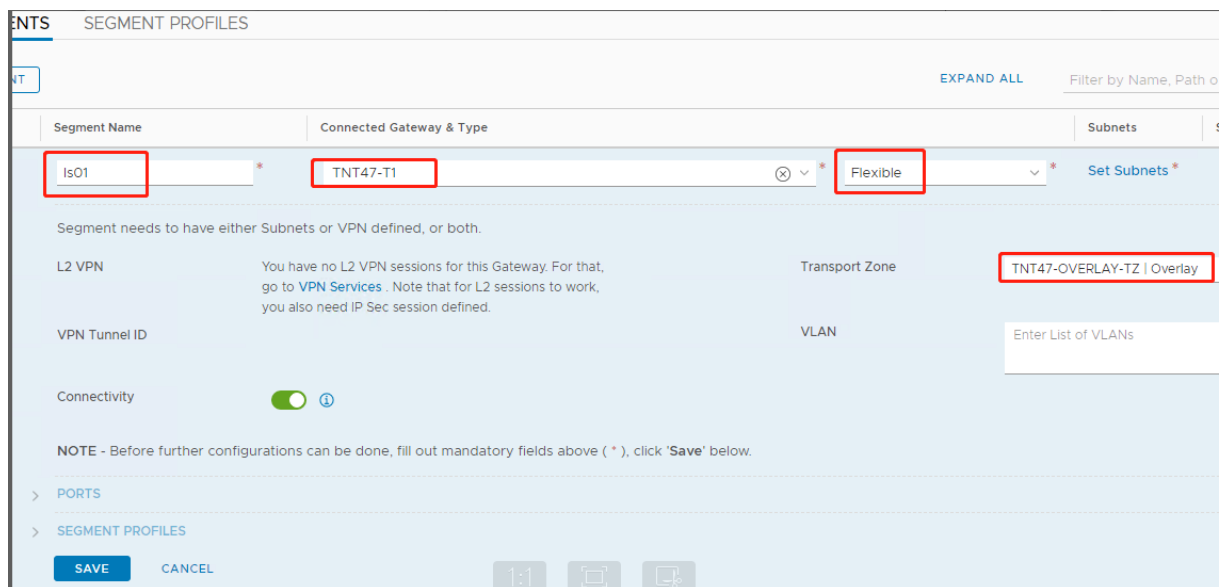 ENTS SEGMENT PROFILES
NT EXPAND ALL Filter by Name, Path o
Segment Name Connected Gateway & Type Subnets S
ls01 * TNT47-T1 * Flexible * Set Subnets *
Segment needs to have either Subnets or VPN defined, or both.
L2 VPN You have no L2 VPN sessions for this Gateway. For that, Transport Zone TNT47-OVERLAY-TZ | Overlay
go to VPN Services . Note that for L2 sessions to work,
you also need IP Sec session defined.
VPN Tunnel ID VLAN Enter List of VLANs
Connectivity
NOTE - Before further configurations can be done, fill out mandatory fields above ( * ), click 'Save' below.
PORTS
SEGMENT PROFILES
SAVE CANCEL 1:1